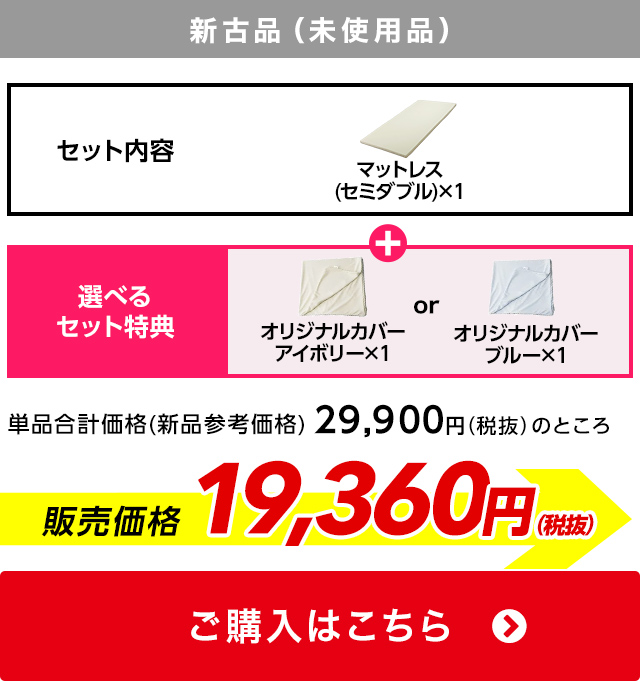 新古品（未使用品）
セット内容
マットレス
(セミダブル)×1
選べる
セット特典
オリジナルカバー
アイボリー×1
or
オリジナルカバー
ブルー×1
単品合計価格(新品参考価格) 29,900円（税抜）のところ
販売価格 19,360円（税抜）
ご購入はこちら